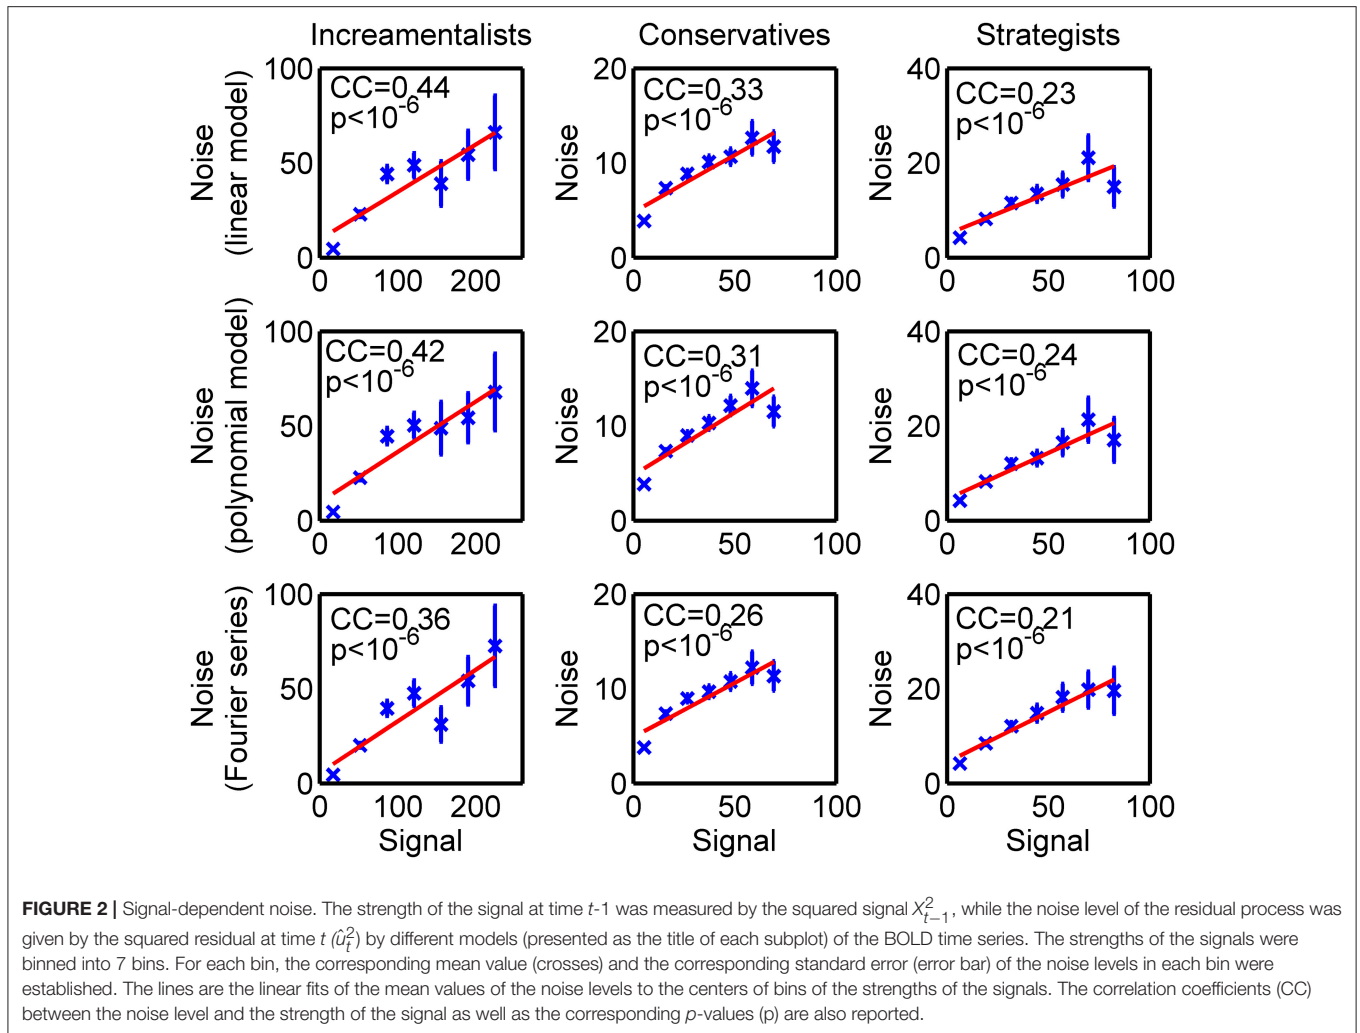 Increamentalists Conservatives Strategists
Noise
(linear model)
100
50
0
0 100 200
CC=0.44
p<10^-6
Noise
20
10
0
0 50 100
CC=0.33
p<10^-6
Noise
40
20
0
0 50 100
CC=0.23
p<10^-6
Noise
(polynomial model)
100
50
0
0 100 200
CC=0.42
p<10^-6
Noise
20
10
0
0 50 100
CC=0.31
p<10^-6
Noise
40
20
0
0 50 100
CC=0.24
p<10^-6
Noise
(Fourier series)
100
50
0
0 100 200
Signal
CC=0.36
p<10^-6
Noise
20
10
0
0 50 100
Signal
CC=0.26
p<10^-6
Noise
40
20
0
0 50 100
Signal
CC=0.21
p<10^-6
FIGURE 2 | Signal-dependent noise. The strength of the signal at time t-1 was measured by the squared signal X²ₜ₋₁, while the noise level of the residual process was
given by the squared residual at time t (û²ₜ) by different models (presented as the title of each subplot) of the BOLD time series. The strengths of the signals were
binned into 7 bins. For each bin, the corresponding mean value (crosses) and the corresponding standard error (error bar) of the noise levels in each bin were
established. The lines are the linear fits of the mean values of the noise levels to the centers of bins of the strengths of the signals. The correlation coefficients (CC)
between the noise level and the strength of the signal as well as the corresponding p-values (p) are also reported.